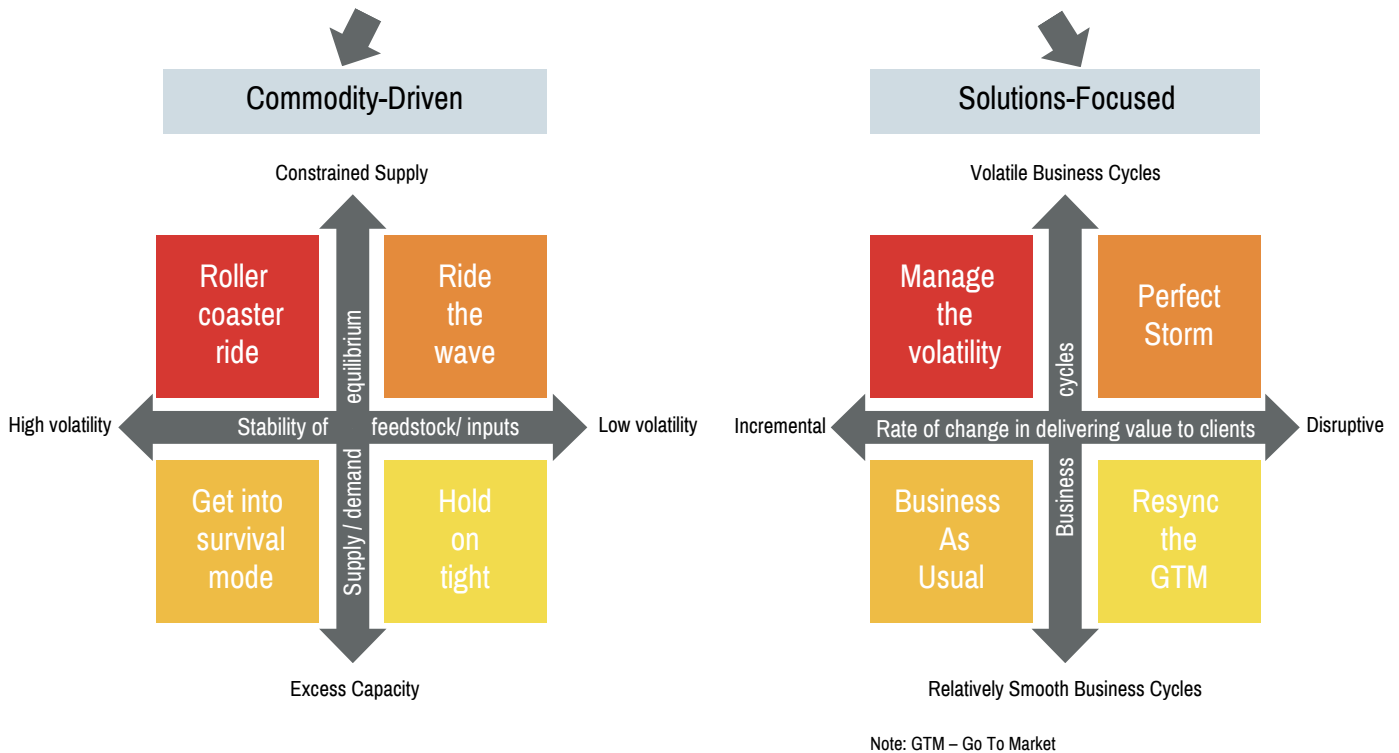 Commodity-Driven
Constrained Supply
Roller
coaster
ride
Ride
the
wave
Supply / demand equilibrium
High volatility
Stability of feedstock/ inputs
Low volatility
Get into
survival
mode
Hold
on
tight
Excess Capacity
Solutions-Focused
Volatile Business Cycles
Manage
the
volatility
Perfect
Storm
Business cycles
Incremental
Rate of change in delivering value to clients
Disruptive
Business
As
Usual
Resync
the
GTM
Relatively Smooth Business Cycles
Note: GTM – Go To Market